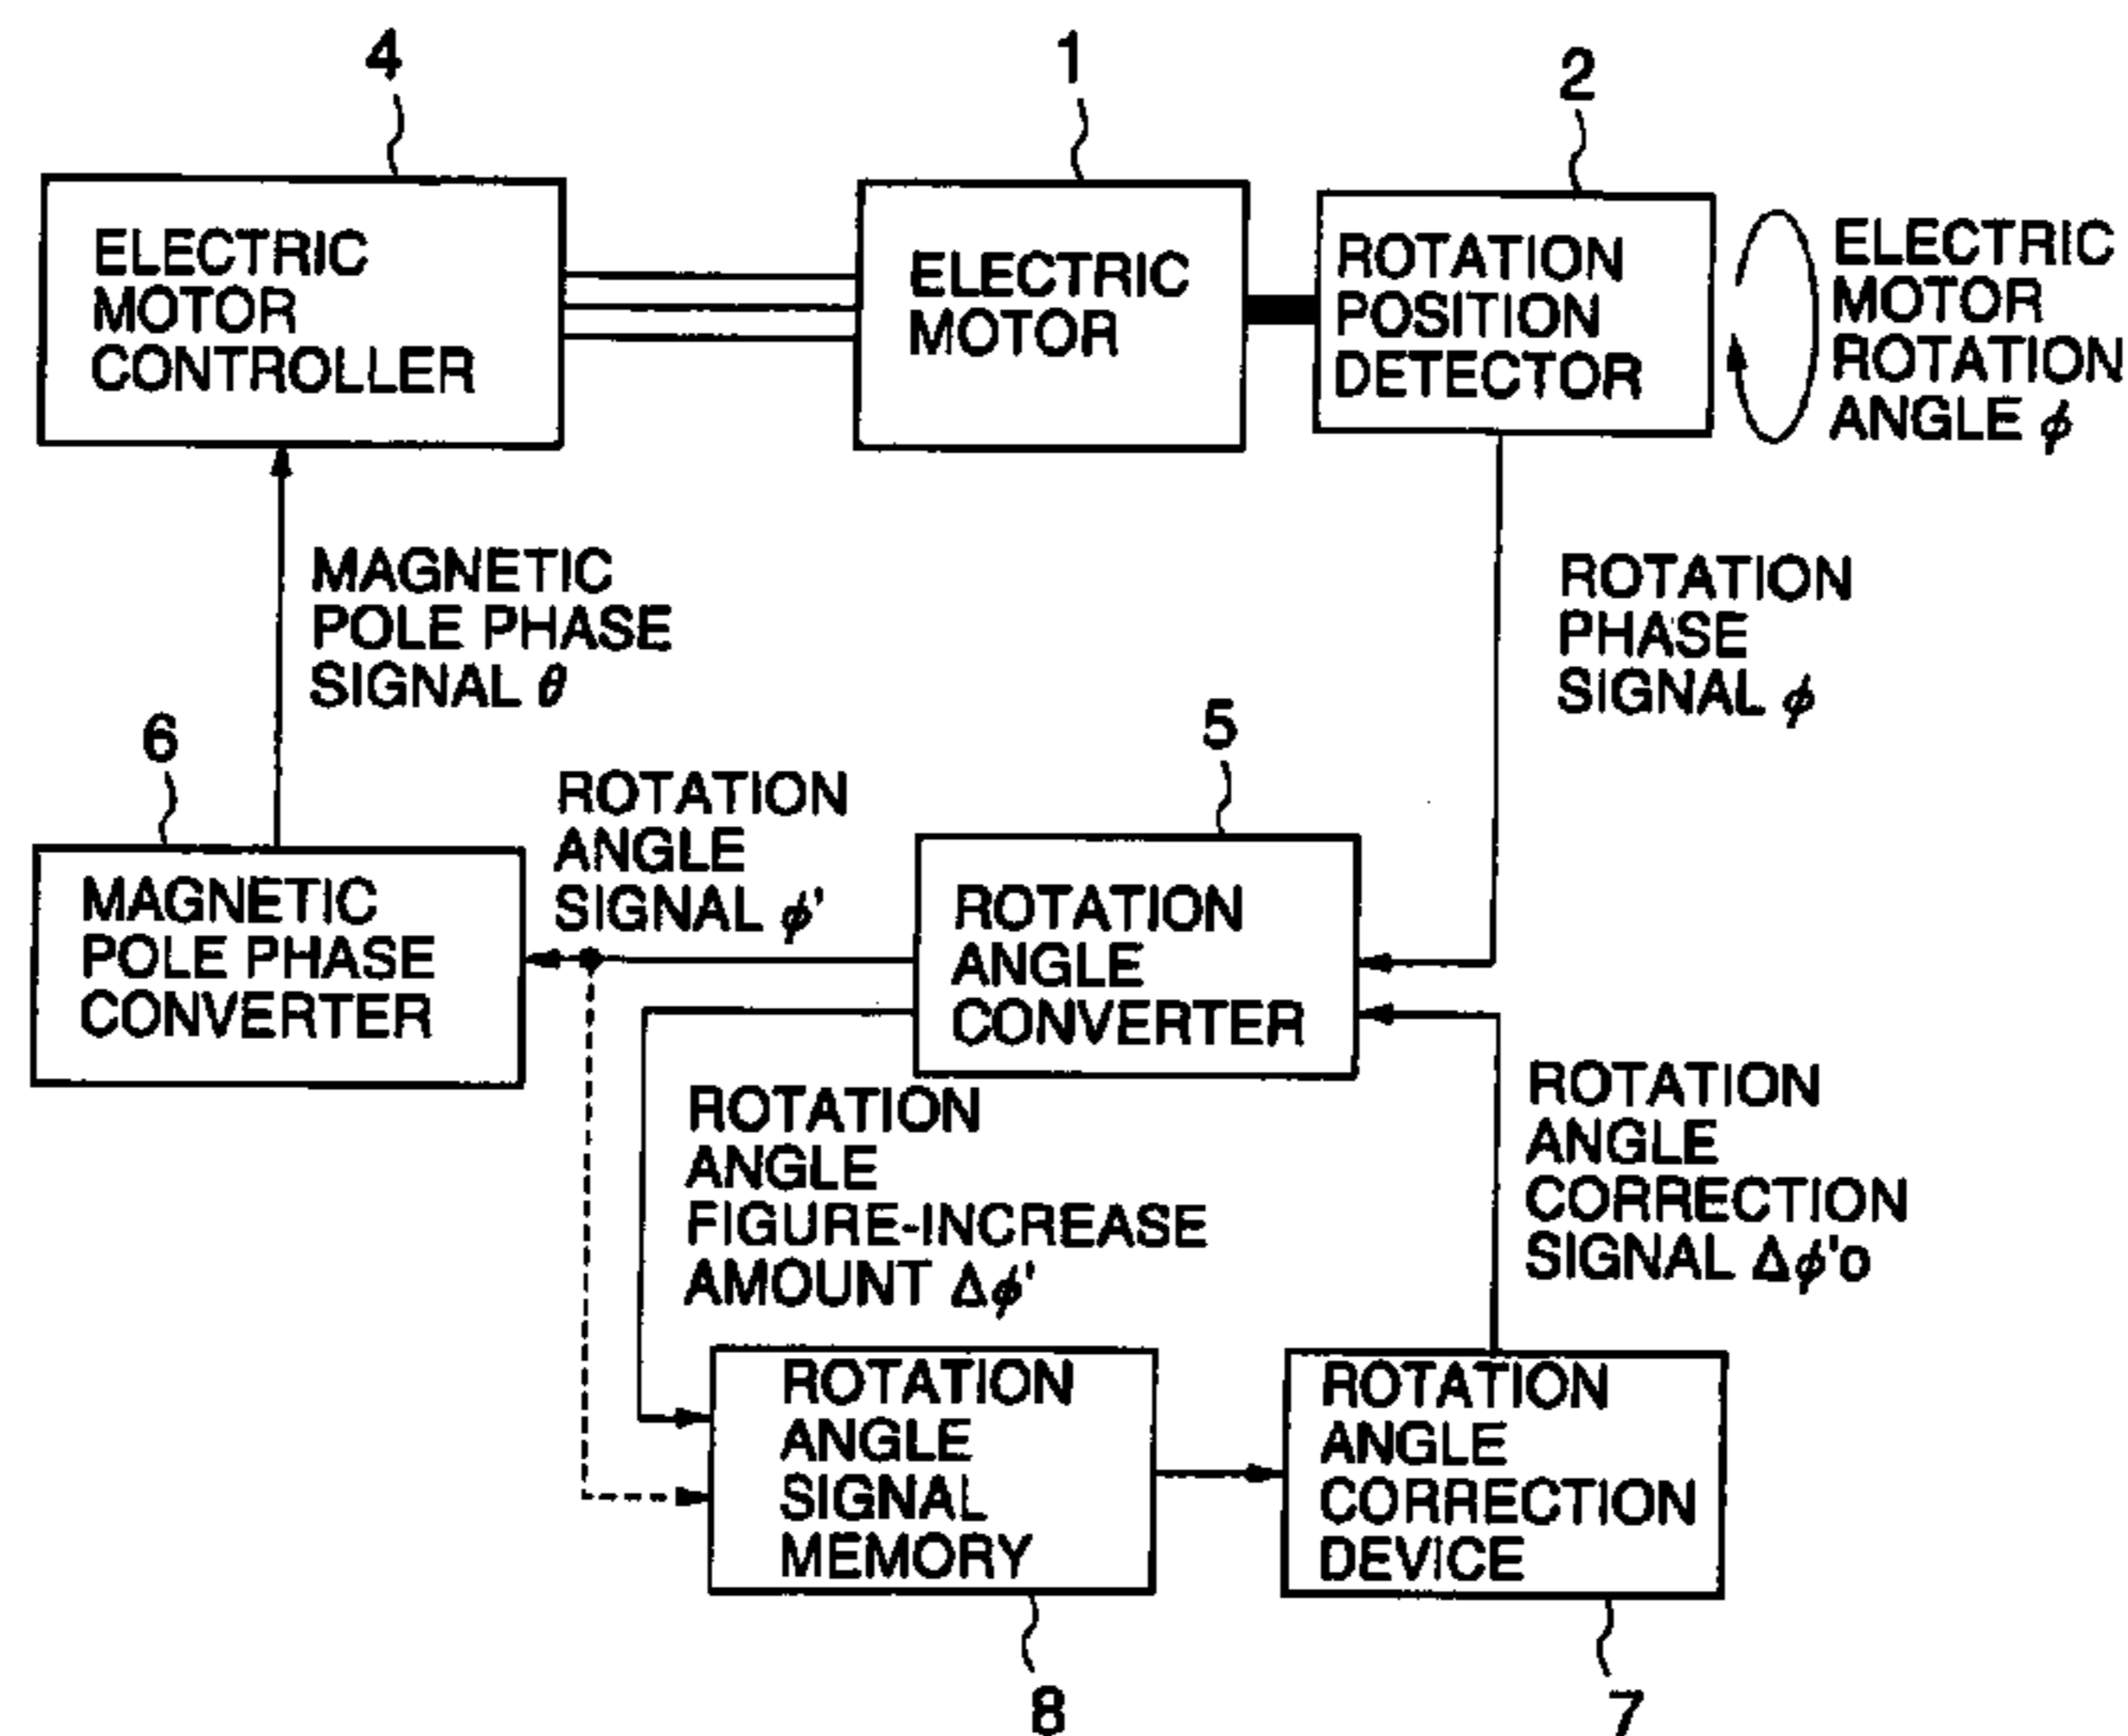 4
1
2
ELECTRIC
MOTOR
CONTROLLER
ELECTRIC
MOTOR
ROTATION
POSITION
DETECTOR
ELECTRIC
MOTOR
ROTATION
ANGLE ϕ
MAGNETIC
POLE PHASE
SIGNAL θ
ROTATION
PHASE
SIGNAL ϕ
6
5
ROTATION
ANGLE
SIGNAL ϕ'
MAGNETIC
POLE PHASE
CONVERTER
ROTATION
ANGLE
CONVERTER
ROTATION
ANGLE
FIGURE-INCREASE
AMOUNT Δϕ'
ROTATION
ANGLE
CORRECTION
SIGNAL Δϕ'o
ROTATION
ANGLE
SIGNAL
MEMORY
ROTATION
ANGLE
CORRECTION
DEVICE
8
7